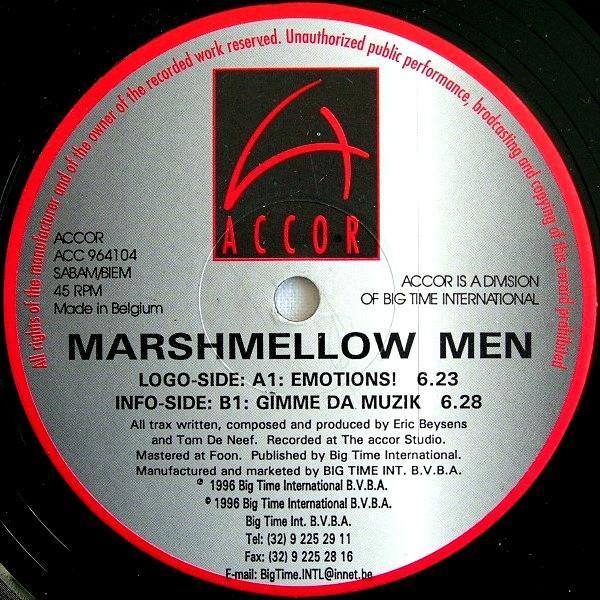 All rights of the manufacturer and of the owner of the recorded work reserved. Unauthorized public performance, brodcasting and copying of this record prohibited
ACCOR
ACCOR
ACC 964104
SABAM/BIEM
45 RPM
Made in Belgium
ACCOR IS A DIVISION
OF BIG TIME INTERNATIONAL
MARSHMELLOW MEN
LOGO-SIDE: A1: EMOTIONS! 6.23
INFO-SIDE: B1: GIMME DA MUZIK 6.28
All trax written, composed and produced by Eric Beysens
and Tom De Neef. Recorded at The accor Studio.
Mastered at Foon. Published by Big Time International.
Manufactured and marketed by BIG TIME INT. B.V.B.A.
℗ 1996 Big Time International B.V.B.A.
© 1996 Big Time International B.V.B.A.
Big Time Int. B.V.B.A.
Tel: (32) 9 225 29 11
Fax: (32) 9 225 28 16
E-mail: BigTime.INTL@innet.be